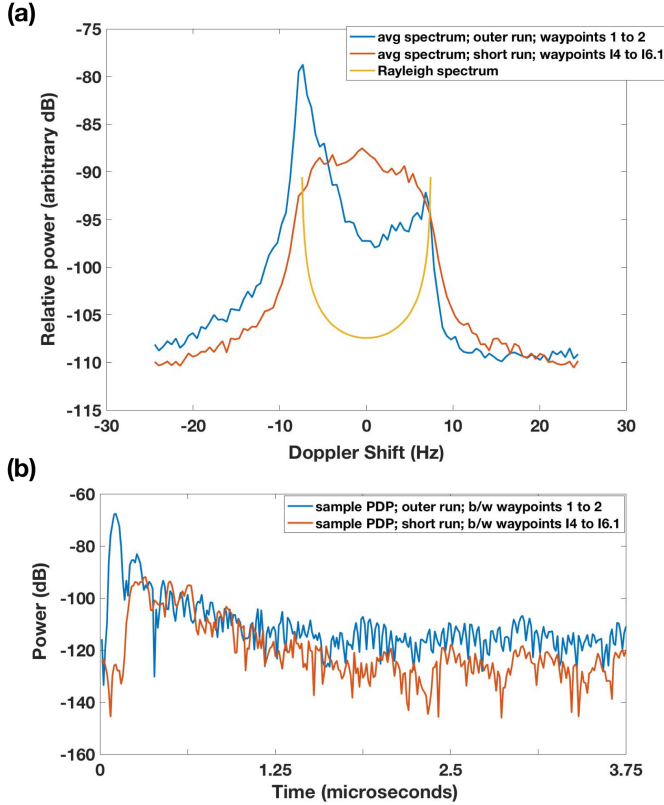 (a)
-75
-80
-85
-90
-95
-100
-105
-110
-115
Relative power (arbitrary dB)
avg spectrum; outer run; waypoints 1 to 2
avg spectrum; short run; waypoints I4 to I6.1
Rayleigh spectrum
-30 -20 -10 0 10 20 30
Doppler Shift (Hz)
(b)
-60
-80
-100
-120
-140
-160
Power (dB)
sample PDP; outer run; b/w waypoints 1 to 2
sample PDP; short run; b/w waypoints I4 to I6.1
0 1.25 2.5 3.75
Time (microseconds)